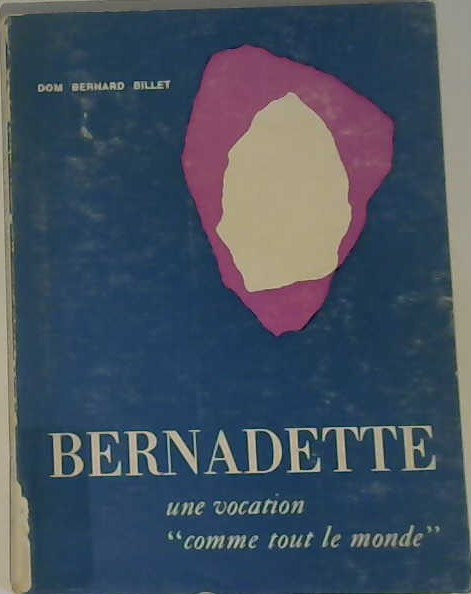 DOM BERNARD BILLET
BERNADETTE
une vocation
“comme tout le monde”